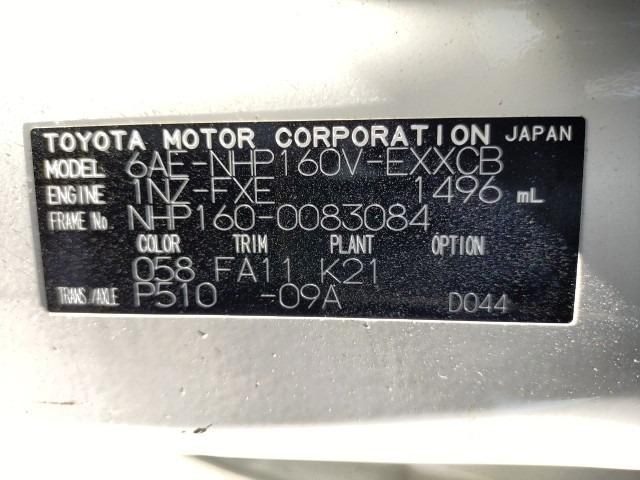 TOYOTA MOTOR CORPORATION JAPAN
MODEL 6AE-NHP160V-EXXCB
ENGINE 1NZ-FXE 1496 mL
FRAME No. NHP160-0083084
COLOR TRIM PLANT OPTION
058 FA11 K21
TRANS./AXLE P510 -09A D044